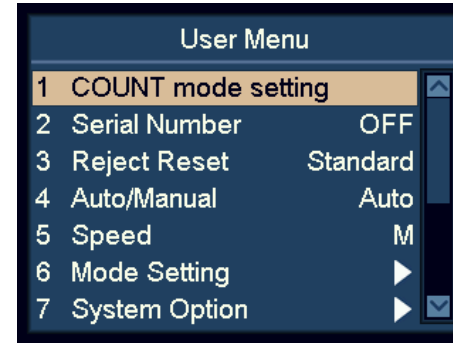 User Menu
1 COUNT mode setting
2 Serial Number OFF
3 Reject Reset Standard
4 Auto/Manual Auto
5 Speed M
6 Mode Setting
7 System Option